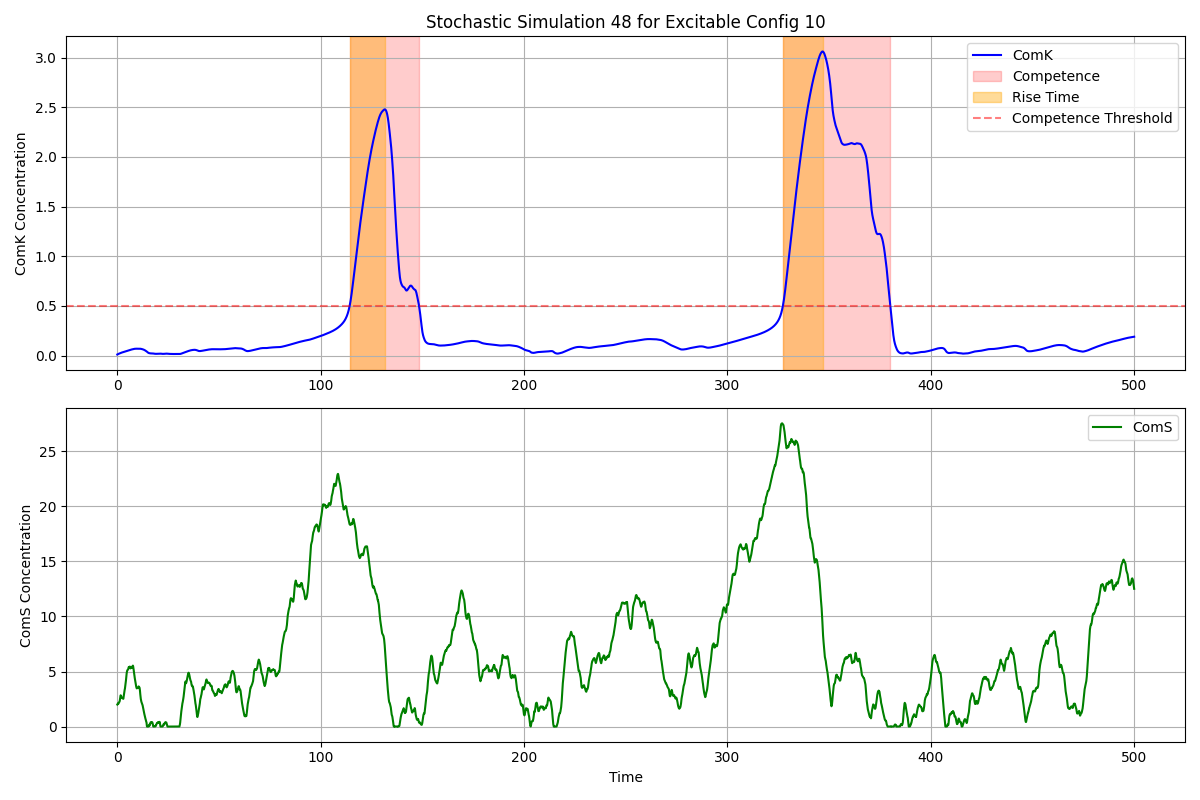 Stochastic Simulation 48 for Excitable Config 10
ComK Concentration
3.0
2.5
2.0
1.5
1.0
0.5
0.0
ComK
Competence
Rise Time
Competence Threshold
0 100 200 300 400 500
ComS Concentration
25
20
15
10
5
0
ComS
0 100 200 300 400 500
Time